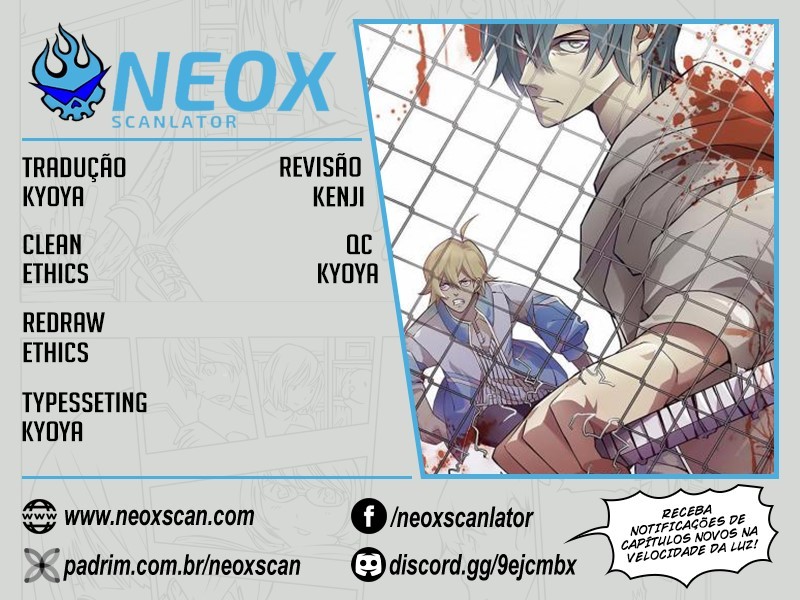 NEOX
SCANLATOR
TRADUÇÃO
KYOYA
REVISÃO
KENJI
CLEAN
ETHICS
QC
KYOYA
REDRAW
ETHICS
TYPESSETING
KYOYA
www.neoxscan.com
/neoxscanlator
padrim.com.br/neoxscan
discord.gg/9ejcmbx
RECEBA
NOTIFICAÇÕES DE
CAPÍTULOS NOVOS NA
VELOCIDADE DA LUZ!